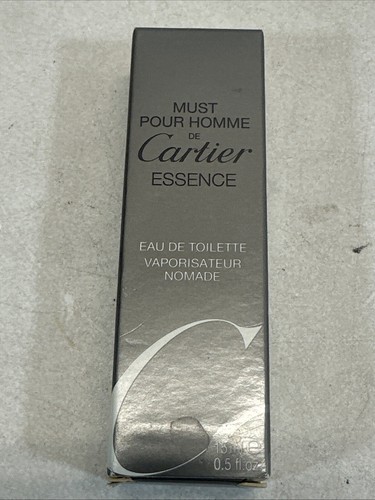 MUST
POUR HOMME
DE
Cartier
ESSENCE
EAU DE TOILETTE
VAPORISATEUR
NOMADE
C
0.5 fl.oz